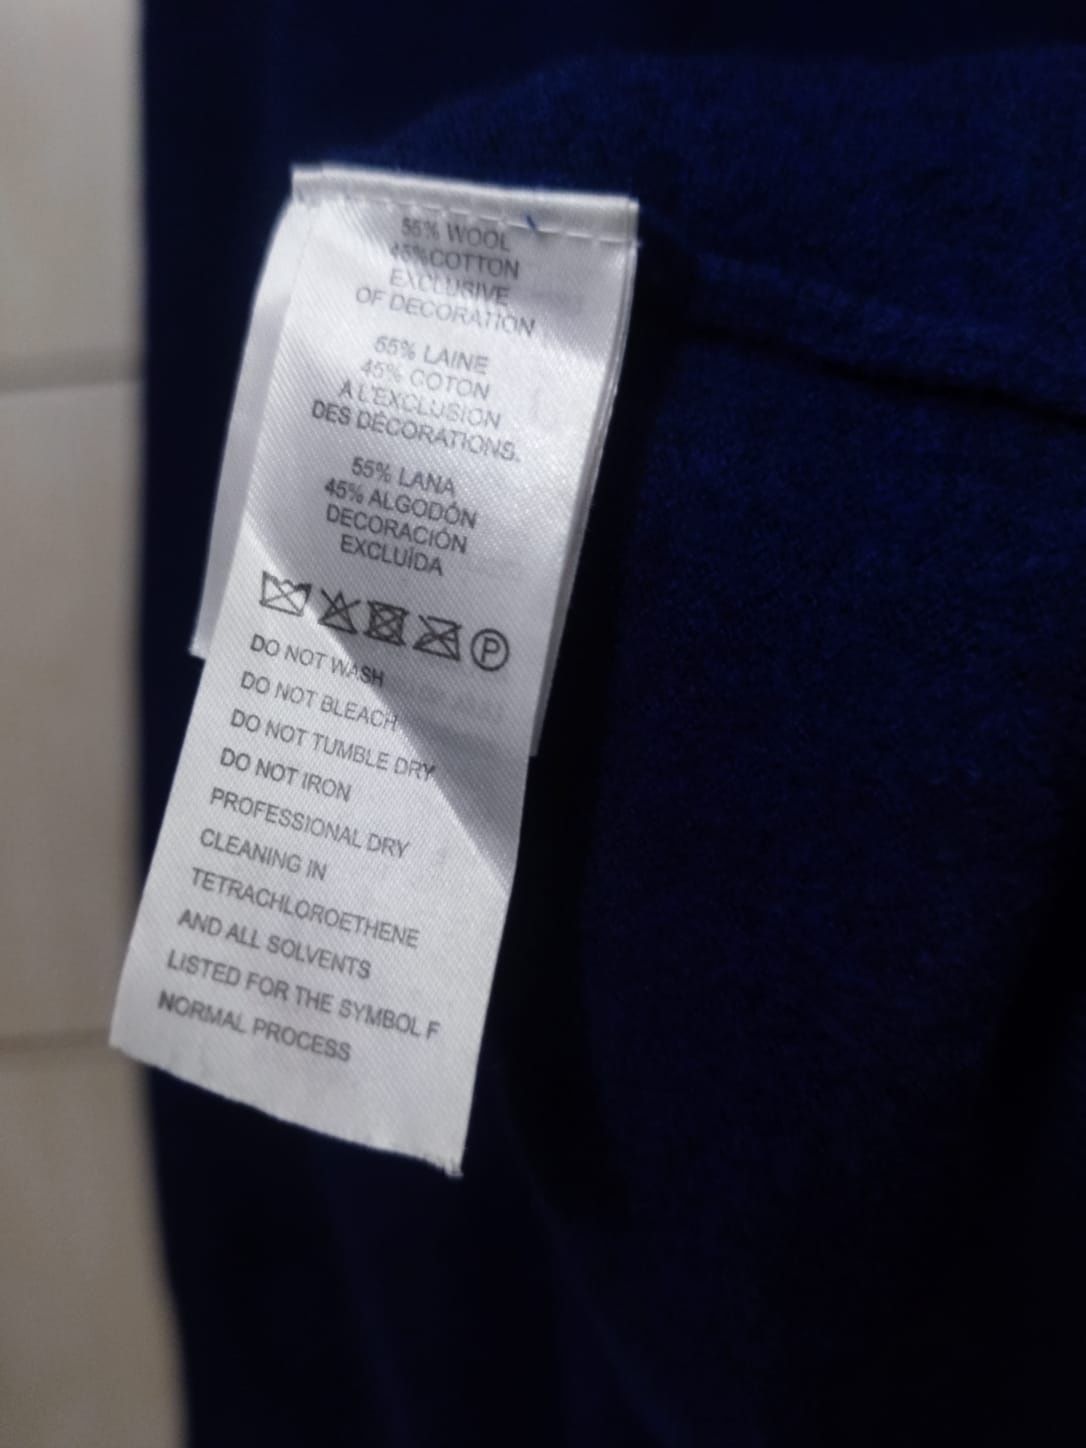 55% WOOL
45%COTTON
EXCLUSIVE
OF DECORATION
55% LAINE
45% COTON
À L'EXCLUSION
DES DÉCORATIONS.
55% LANA
45% ALGODÓN
DECORACIÓN
EXCLUÍDA
P
DO NOT WASH
DO NOT BLEACH
DO NOT TUMBLE DRY
DO NOT IRON
PROFESSIONAL DRY
CLEANING IN
TETRACHLOROETHENE
AND ALL SOLVENTS
LISTED FOR THE SYMBOL F
NORMAL PROCESS